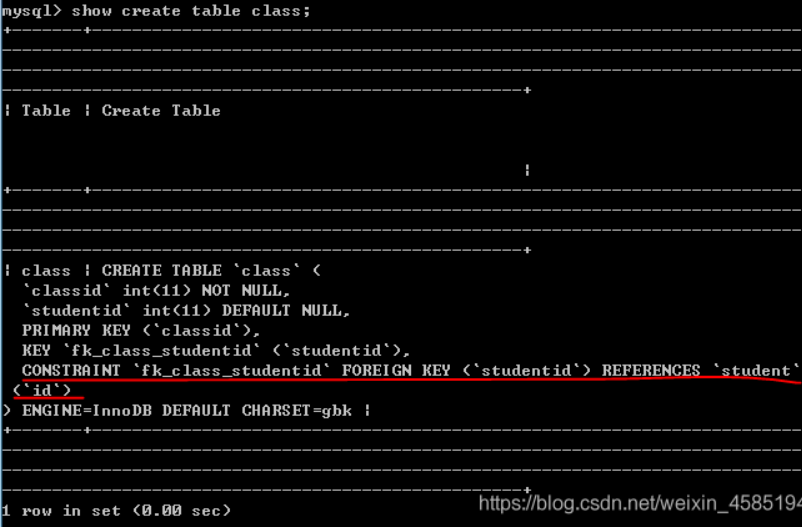 mysql> show create table class;
| Table | Create Table
|
| class | CREATE TABLE `class` (
`classid` int(11) NOT NULL,
`studentid` int(11) DEFAULT NULL,
PRIMARY KEY (`classid`),
KEY `fk_class_studentid` (`studentid`),
CONSTRAINT `fk_class_studentid` FOREIGN KEY (`studentid`) REFERENCES `student`
(`id`)
) ENGINE=InnoDB DEFAULT CHARSET=gbk |
1 row in set (0.00 sec)
https://blog.csdn.net/weixin_4585194